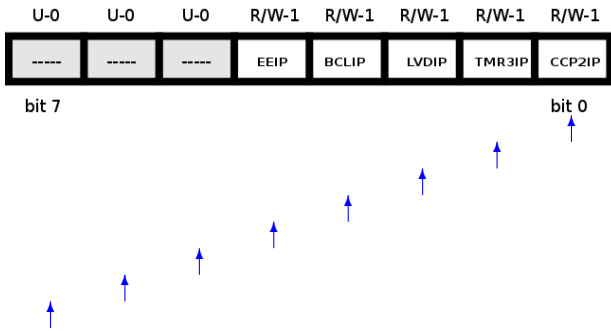 U-0 U-0 U-0 R/W-1 R/W-1 R/W-1 R/W-1 R/W-1
----- ----- ----- EEIP BCLIP LVDIP TMR3IP CCP2IP
bit 7 bit 0